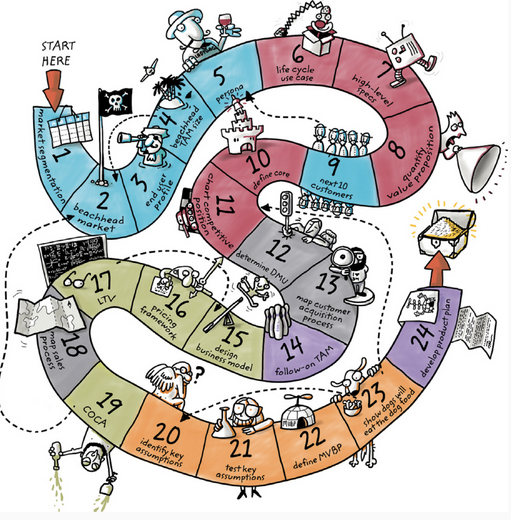 START
HERE
1
market segmentation
2
beachhead
market
3
end user
profile
4
beachhead
TAM size
5
persona
6
life cycle
use case
7
high-level
specs
8
quantify
value proposition
9
next 10
customers
10
define core
11
chart competitive
position
12
determine DMU
13
map customer
acquisition
process
14
follow-on TAM
15
design
business model
16
pricing
framework
17
LTV
18
map sales
process
19
COCA
20
identify key
assumptions
?
21
test key
assumptions
22
define MVBP
23
show dogs will
eat the dog food
24
develop product plan